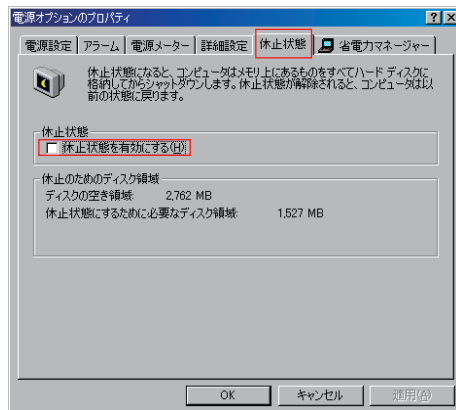 電源オプションのプロパティ
電源設定 アラーム 電源メーター 詳細設定 休止状態 省電力マネージャー
休止状態になると、コンピュータはメモリ上にあるものをすべてハード ディスクに
格納してからシャットダウンします。休止状態が解除されると、コンピュータは以
前の状態に戻ります。
休止状態
休止状態を有効にする(H)
休止のためのディスク領域
ディスクの空き領域: 2,762 MB
休止状態にするために必要なディスク領域: 1,527 MB
OK キャンセル 適用(A)